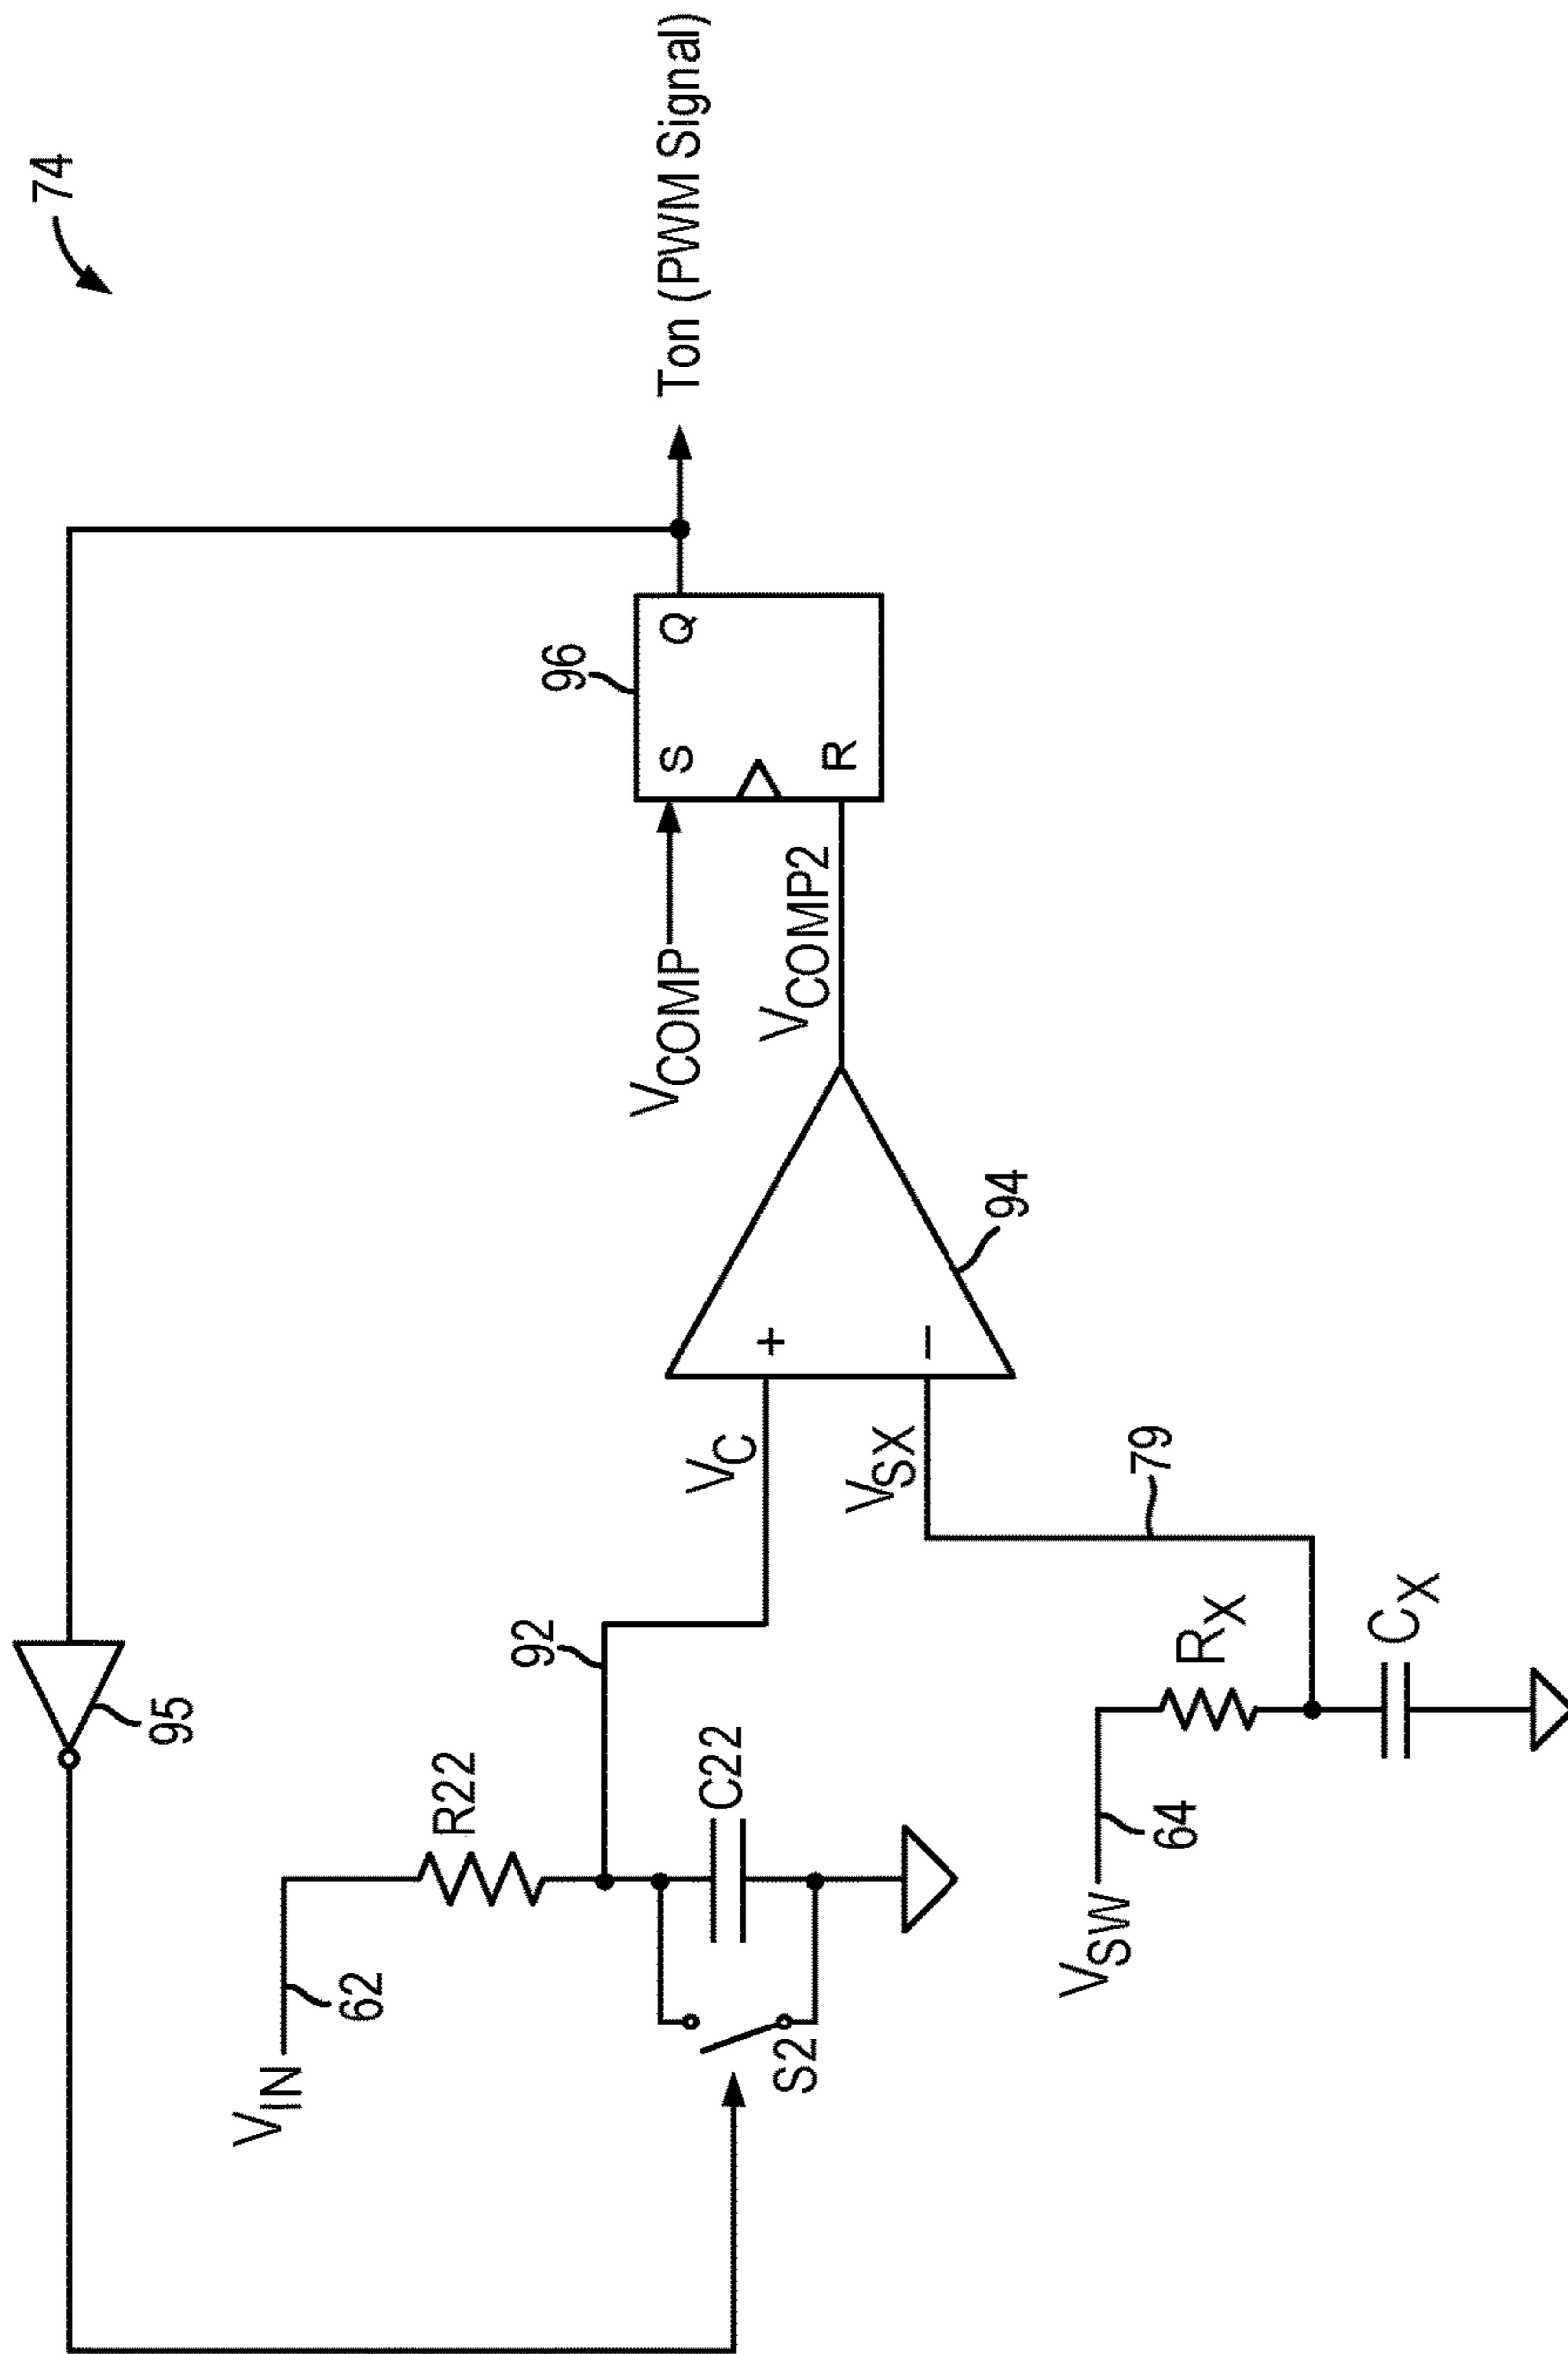 74
95
96
S
Q
R
Ton (PWM Signal)
VCOMP
VCOMP2
VIN
62
R22
92
VC
+
−
94
C22
S2
VSX
79
VSW
64
RX
CX